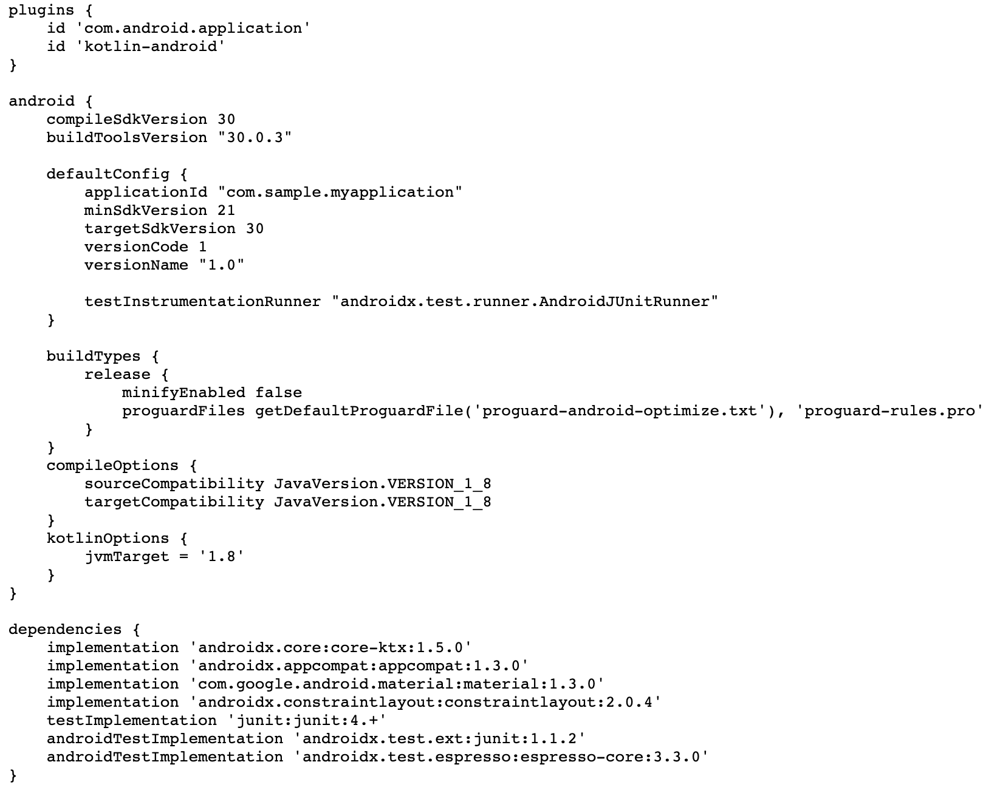 plugins {
    id 'com.android.application'
    id 'kotlin-android'
}

android {
    compileSdkVersion 30
    buildToolsVersion "30.0.3"

    defaultConfig {
        applicationId "com.sample.myapplication"
        minSdkVersion 21
        targetSdkVersion 30
        versionCode 1
        versionName "1.0"

        testInstrumentationRunner "androidx.test.runner.AndroidJUnitRunner"
    }

    buildTypes {
        release {
            minifyEnabled false
            proguardFiles getDefaultProguardFile('proguard-android-optimize.txt'), 'proguard-rules.pro'
        }
    }
    compileOptions {
        sourceCompatibility JavaVersion.VERSION_1_8
        targetCompatibility JavaVersion.VERSION_1_8
    }
    kotlinOptions {
        jvmTarget = '1.8'
    }
}

dependencies {
    implementation 'androidx.core:core-ktx:1.5.0'
    implementation 'androidx.appcompat:appcompat:1.3.0'
    implementation 'com.google.android.material:material:1.3.0'
    implementation 'androidx.constraintlayout:constraintlayout:2.0.4'
    testImplementation 'junit:junit:4.+'
    androidTestImplementation 'androidx.test.ext:junit:1.1.2'
    androidTestImplementation 'androidx.test.espresso:espresso-core:3.3.0'
}